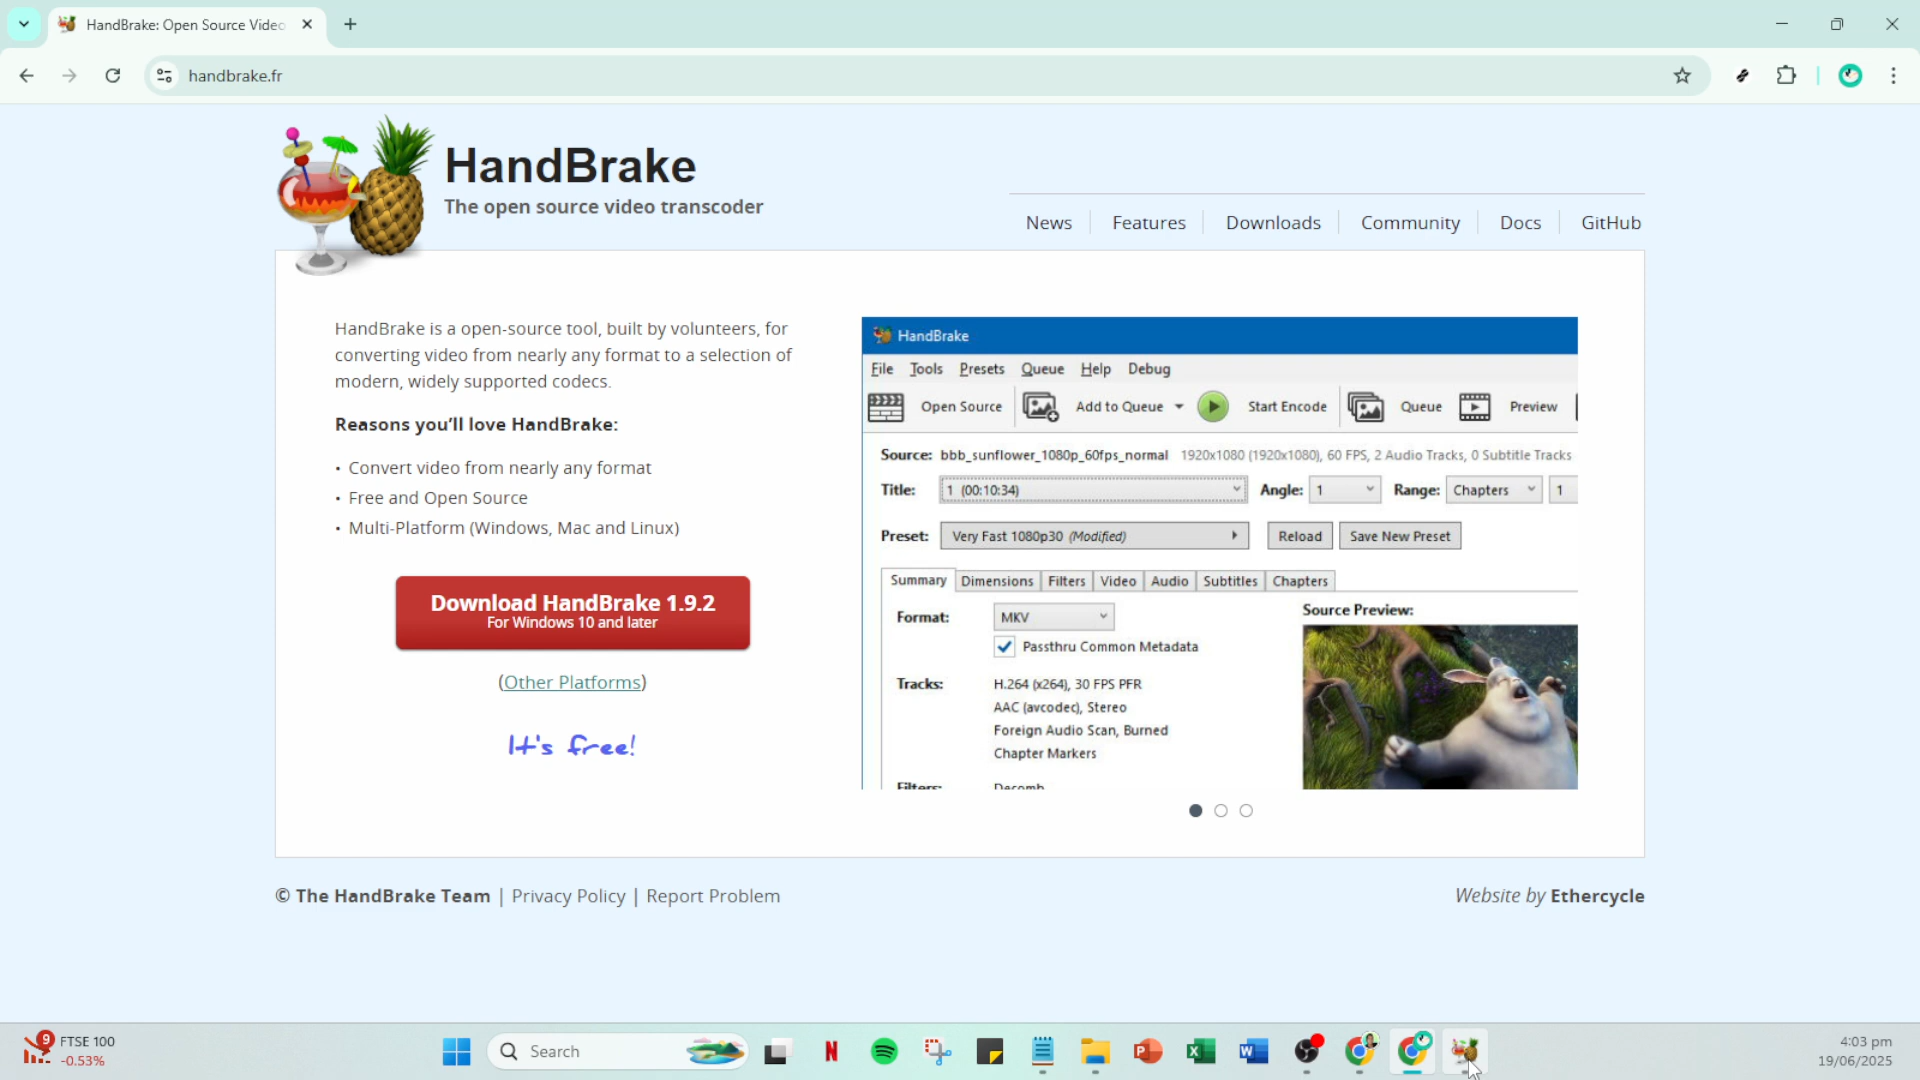 HandBrake: Open Source Video
handbrake.fr
HandBrake
The open source video transcoder
News
Features
Downloads
Community
Docs
GitHub
HandBrake is a open-source tool, built by volunteers, for
converting video from nearly any format to a selection of
modern, widely supported codecs.
Reasons you'll love HandBrake:
• Convert video from nearly any format
• Free and Open Source
• Multi-Platform (Windows, Mac and Linux)
Download HandBrake 1.9.2
For Windows 10 and later
(Other Platforms)
It's free!
HandBrake
File Tools Presets Queue Help Debug
Open Source Add to Queue Start Encode Queue Preview
Source: bbb_sunflower_1080p_60fps_normal 1920x1080 (1920x1080), 60 FPS, 2 Audio Tracks, 0 Subtitle Tracks
Title: 1 (00:10:34) Angle: 1 Range: Chapters 1
Preset: Very Fast 1080p30 (Modified) Reload Save New Preset
Summary Dimensions Filters Video Audio Subtitles Chapters
Format: MKV
Source Preview:
Passthru Common Metadata
Tracks: H.264 (x264), 30 FPS PFR
AAC (avcodec), Stereo
Foreign Audio Scan, Burned
Chapter Markers
Filters: Decomb
© The HandBrake Team | Privacy Policy | Report Problem
Website by Ethercycle
9
FTSE 100
-0.53%
Search
N
P
X
W
4:03 pm
19/06/2025